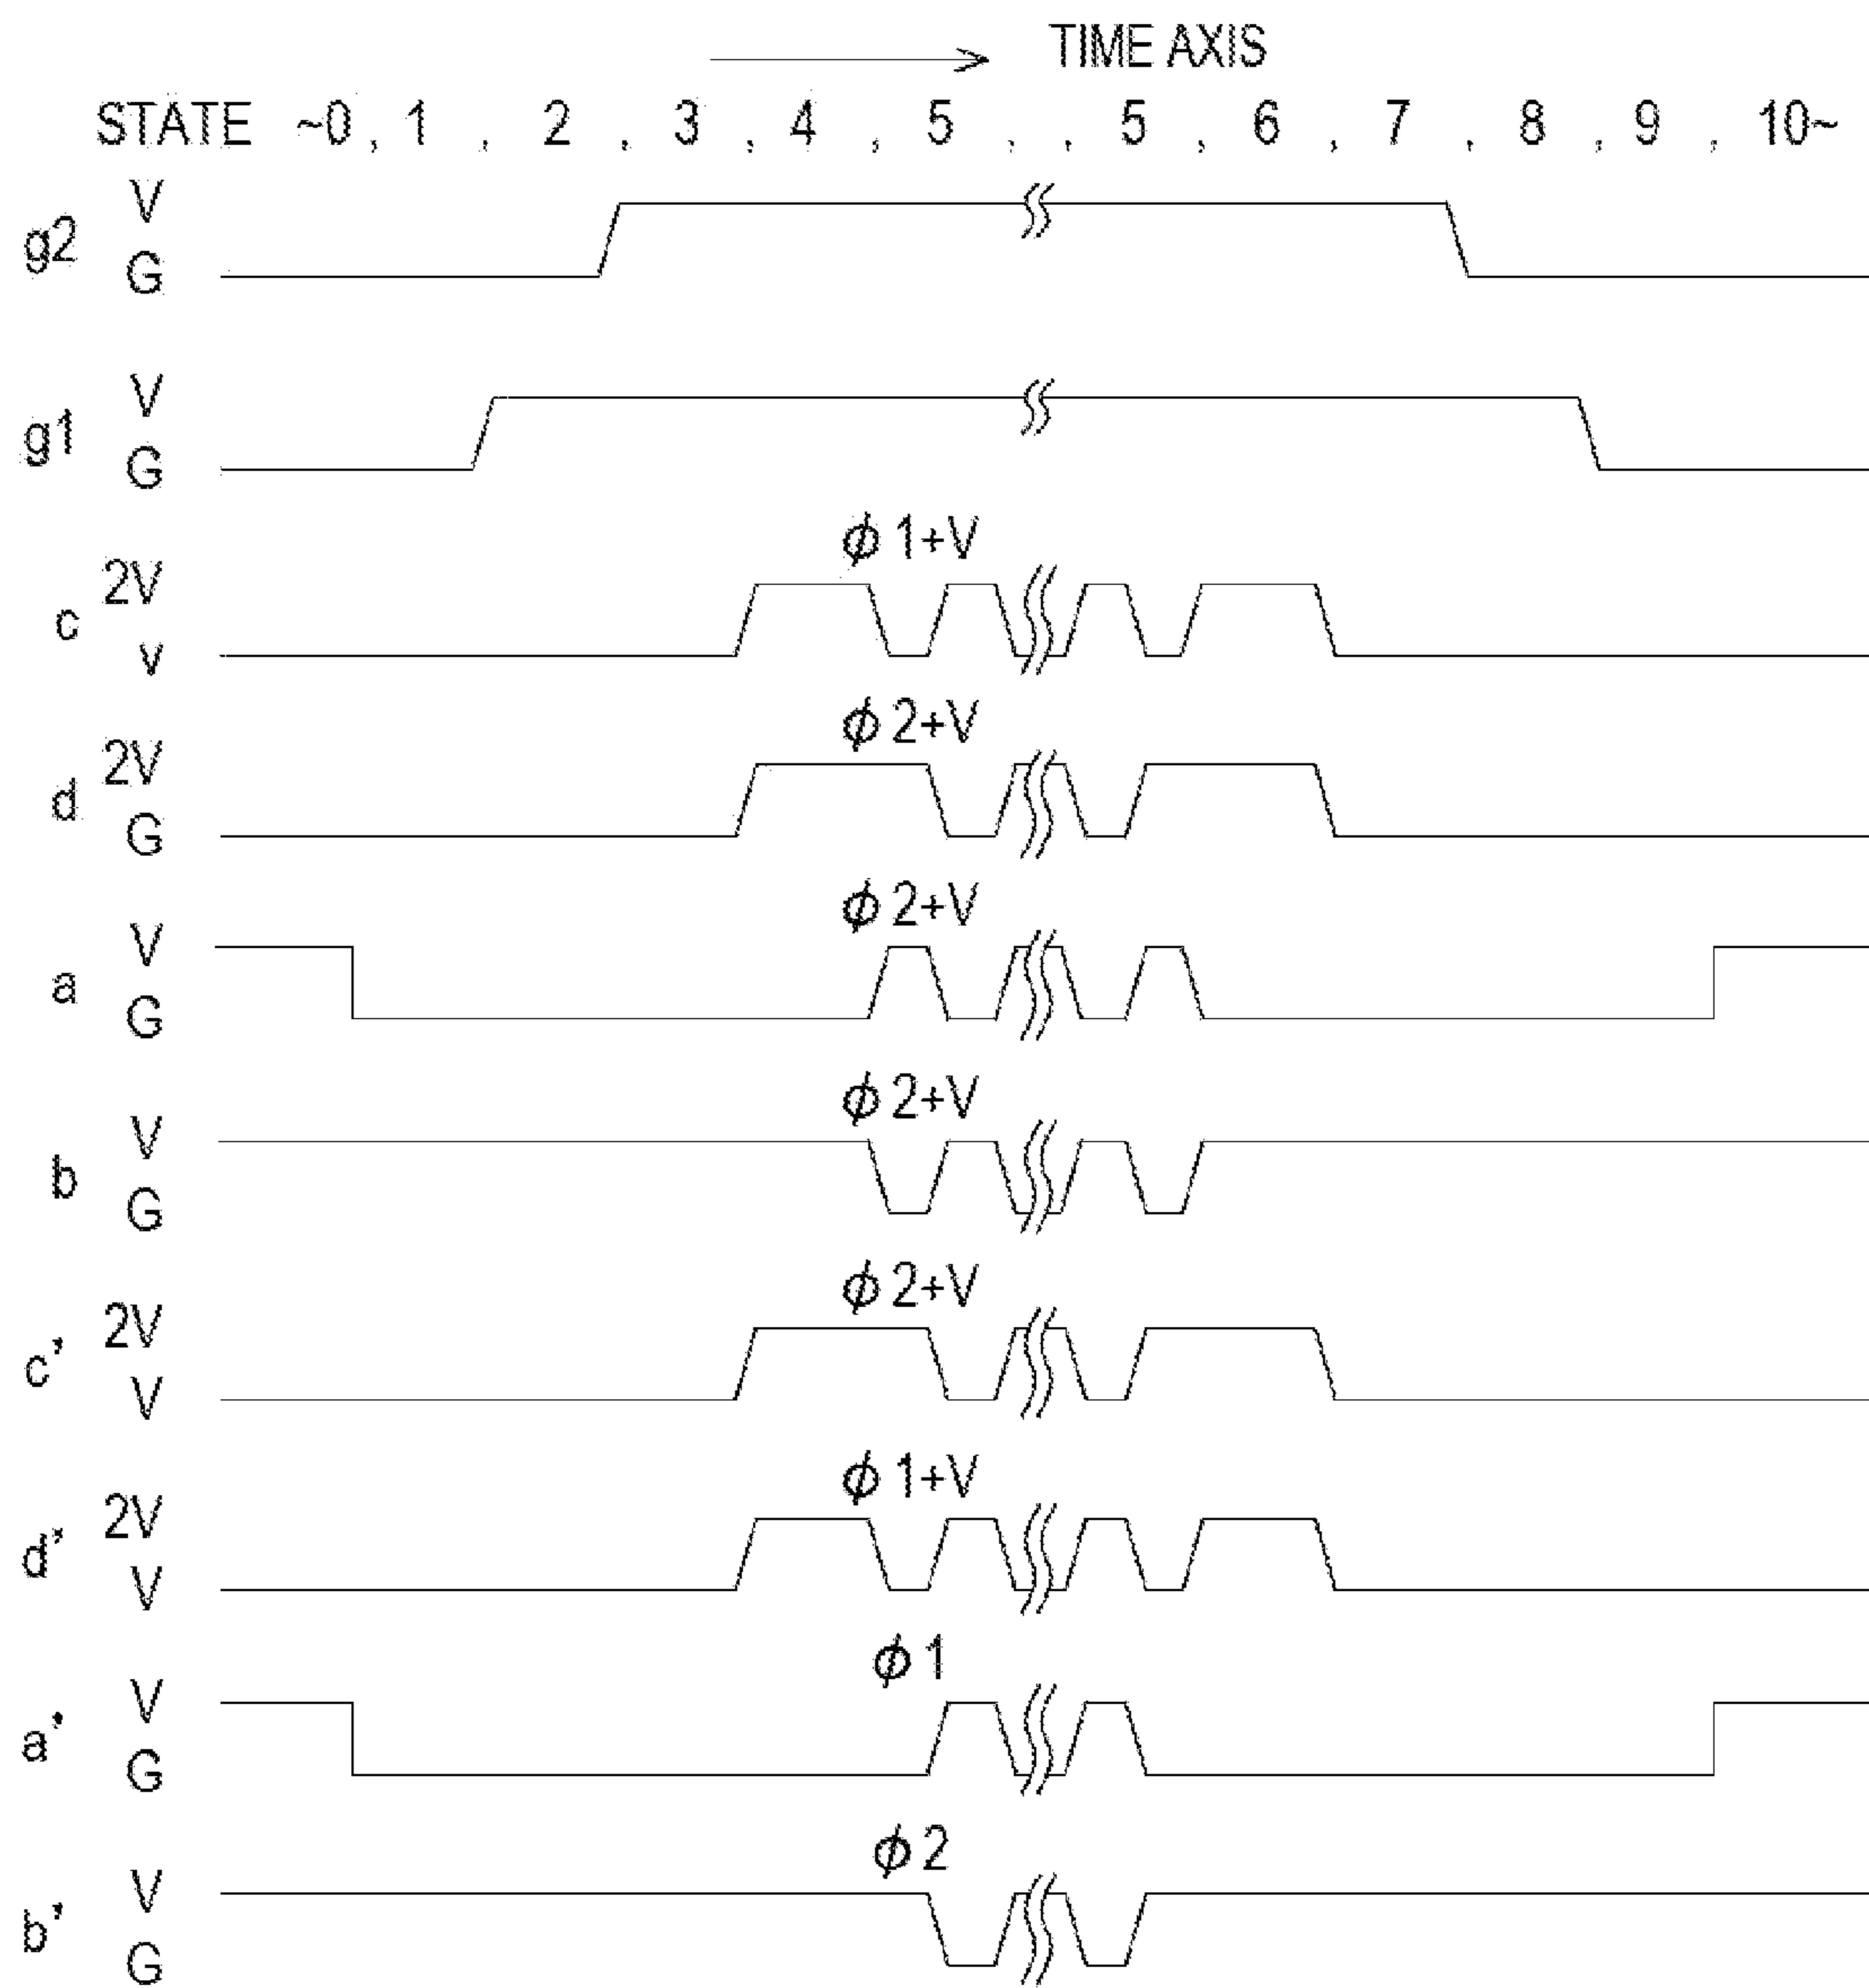 TIME AXIS
STATE ~0 , 1 , 2 , 3 , 4 , 5 , , 5 , 6 , 7 , 8 , 9 , 10~
g2 V
G
g1 V
G
ϕ1+V
c 2V
v
ϕ2+V
d 2V
G
ϕ2+V
a V
G
ϕ2+V
b V
G
ϕ2+V
c' 2V
V
ϕ1+V
d' 2V
V
ϕ1
a' V
G
ϕ2
b' V
G